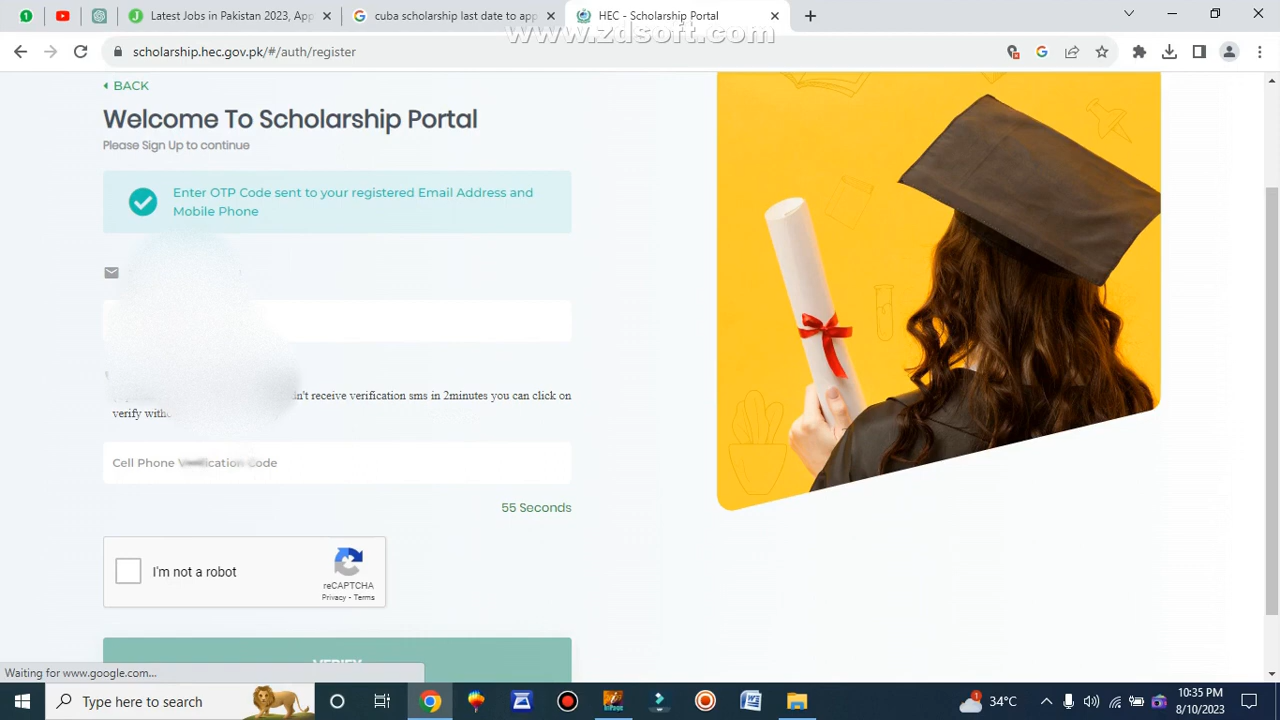 Latest Jobs in Pakistan 2023, App
cuba scholarship last date to app
HEC - Scholarship Portal
www.zdsoft.com
scholarship.hec.gov.pk/#/auth/register
BACK
Welcome To Scholarship Portal
Please Sign Up to continue
Enter OTP Code sent to your registered Email Address and
Mobile Phone
receive verification sms in 2minutes you can click on
verify
Cell Phone Verification Code
55 Seconds
I'm not a robot
reCAPTCHA
Privacy - Terms
VERIFY
Waiting for www.google.com...
Type here to search
1
34°C
10:35 PM
8/10/2023